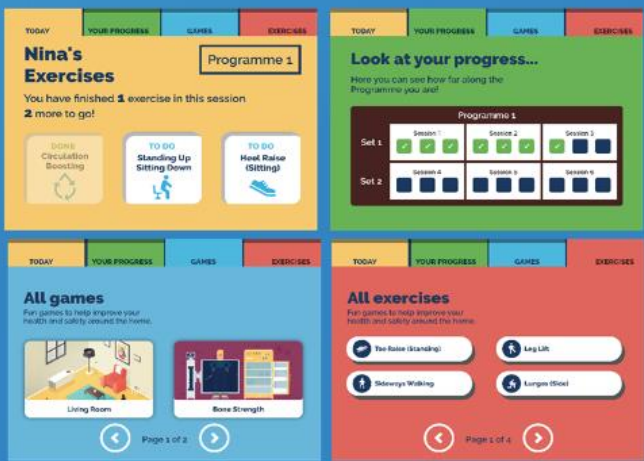 TODAY YOUR PROGRESS GAMES EXERCISES
Nina's
Exercises
Programme 1
You have finished 1 exercise in this session
2 more to go!
DONE
Circulation
Boosting
TO DO
Standing Up
Sitting Down
TO DO
Heel Raise
(Sitting)
TODAY YOUR PROGRESS GAMES EXERCISES
Look at your progress...
Here you can see how far along the
Programme you are!
Programme 1
Set 1
Session 1
Session 2
Session 3
Set 2
Session 4
Session 5
Session 6
TODAY YOUR PROGRESS GAMES EXERCISES
All games
Fun games to help improve your
health and safety around the home.
Living Room
Bone Strength
Page 1 of 2
TODAY YOUR PROGRESS GAMES EXERCISES
All exercises
Fun games to help improve your
health and safety around the home.
Toe Raise (Standing)
Leg Lift
Sideways Walking
Lunges (Side)
Page 1 of 4